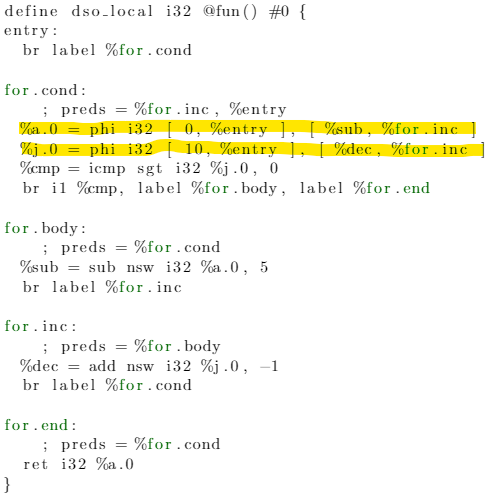 define dso_local i32 @fun() #0 {
entry:
br label %for.cond
for.cond:
; preds = %for.inc, %entry
%a.0 = phi i32 [ 0, %entry ], [ %sub, %for.inc ]
%j.0 = phi i32 [ 10, %entry ], [ %dec, %for.inc ]
%cmp = icmp sgt i32 %j.0, 0
br i1 %cmp, label %for.body, label %for.end
for.body:
; preds = %for.cond
%sub = sub nsw i32 %a.0, 5
br label %for.inc
for.inc:
; preds = %for.body
%dec = add nsw i32 %j.0, −1
br label %for.cond
for.end:
; preds = %for.cond
ret i32 %a.0
}